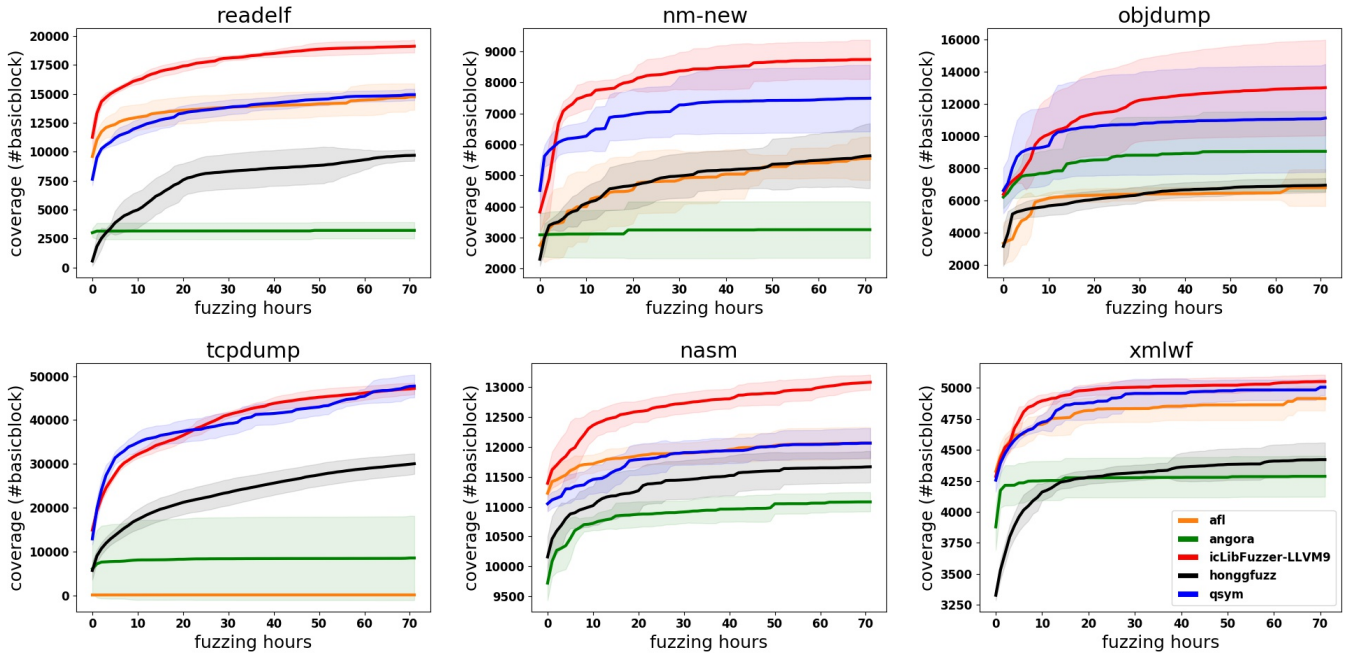 readelf
coverage (#basicblock)
20000
17500
15000
12500
10000
7500
5000
2500
0
0 10 20 30 40 50 60 70
fuzzing hours
nm-new
coverage (#basicblock)
9000
8000
7000
6000
5000
4000
3000
2000
0 10 20 30 40 50 60 70
fuzzing hours
objdump
coverage (#basicblock)
16000
14000
12000
10000
8000
6000
4000
2000
0 10 20 30 40 50 60 70
fuzzing hours
tcpdump
coverage (#basicblock)
50000
40000
30000
20000
10000
0
0 10 20 30 40 50 60 70
fuzzing hours
nasm
coverage (#basicblock)
13000
12500
12000
11500
11000
10500
10000
9500
0 10 20 30 40 50 60 70
fuzzing hours
xmlwf
coverage (#basicblock)
5000
4750
4500
4250
4000
3750
3500
3250
0 10 20 30 40 50 60 70
fuzzing hours
afl
angora
icLibFuzzer-LLVM9
honggfuzz
qsym